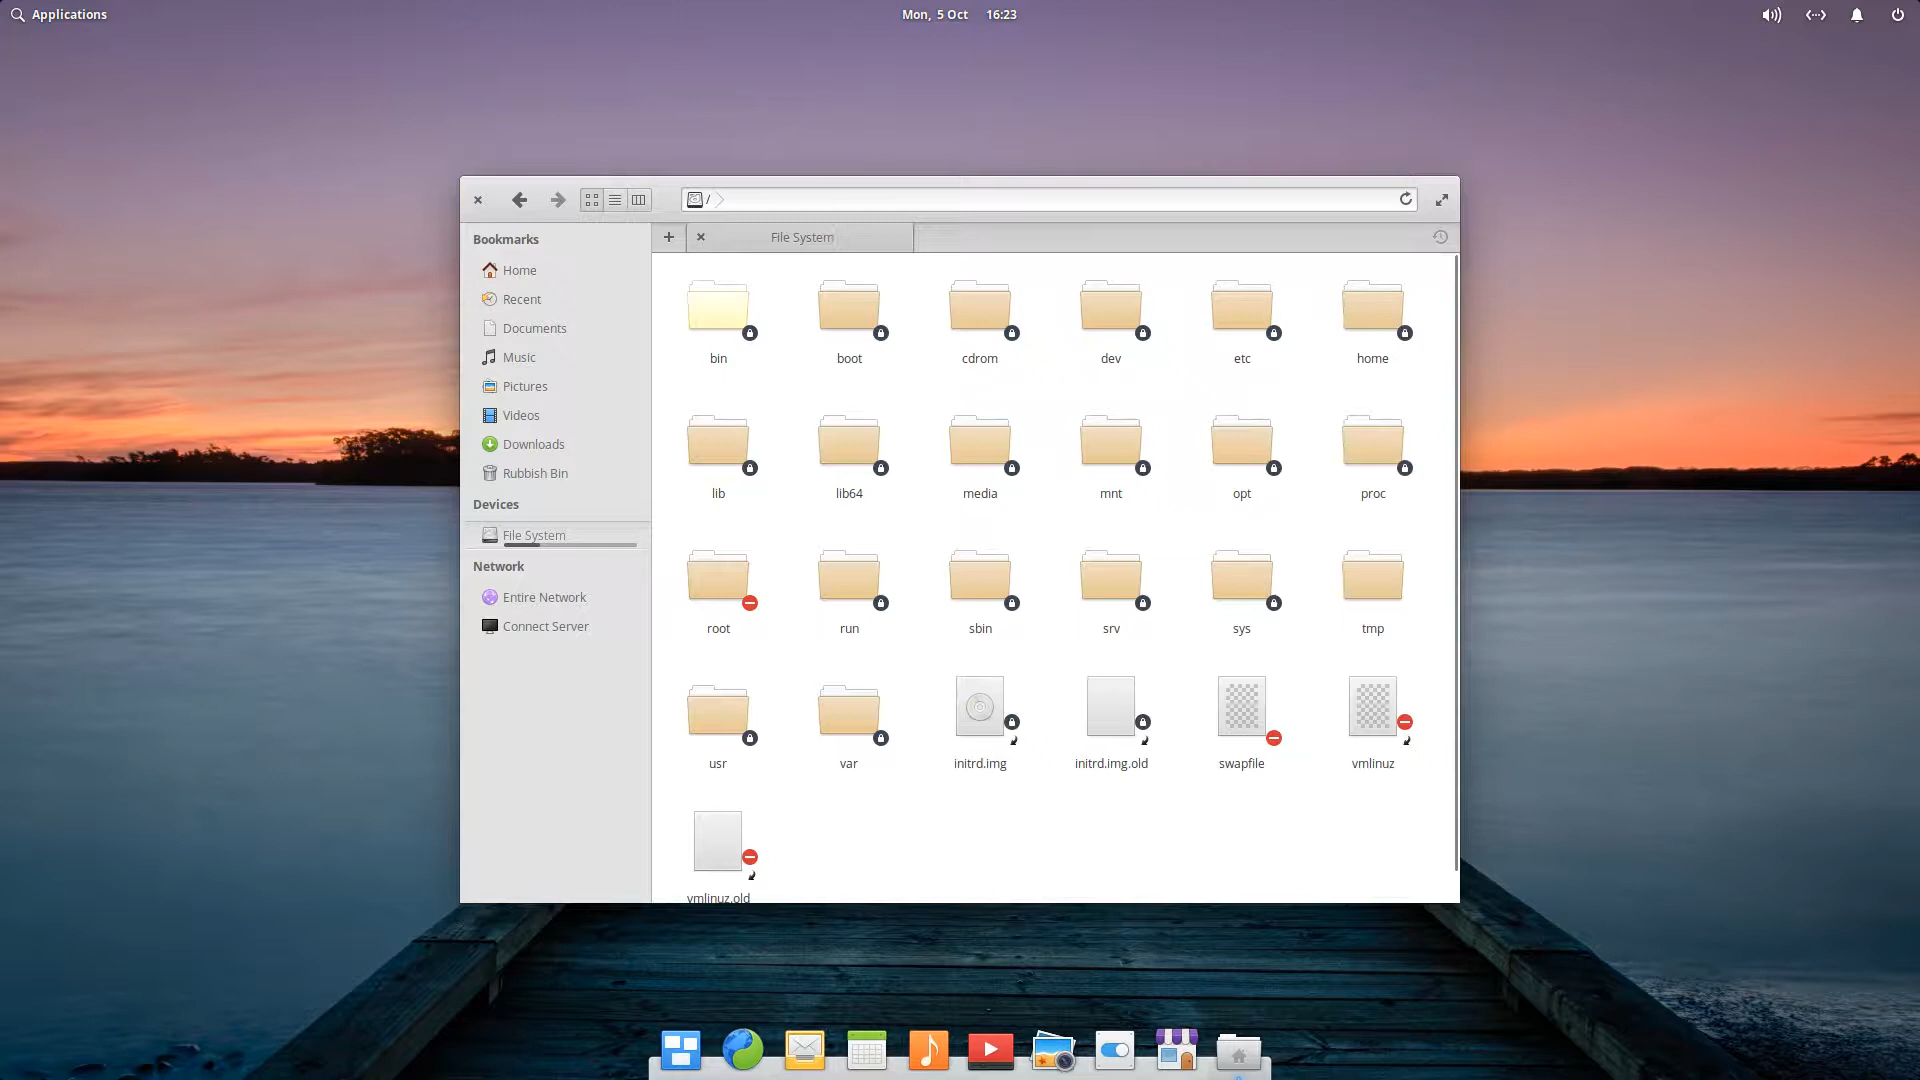 Applications
Mon, 5 Oct 16:23
/
Bookmarks
File System
Home
Recent
Documents
Music
Pictures
Videos
Downloads
Rubbish Bin
Devices
File System
Network
Entire Network
Connect Server
bin boot cdrom dev etc home
lib lib64 media mnt opt proc
root run sbin srv sys tmp
usr var initrd.img initrd.img.old swapfile vmlinuz
vmlinuz.old